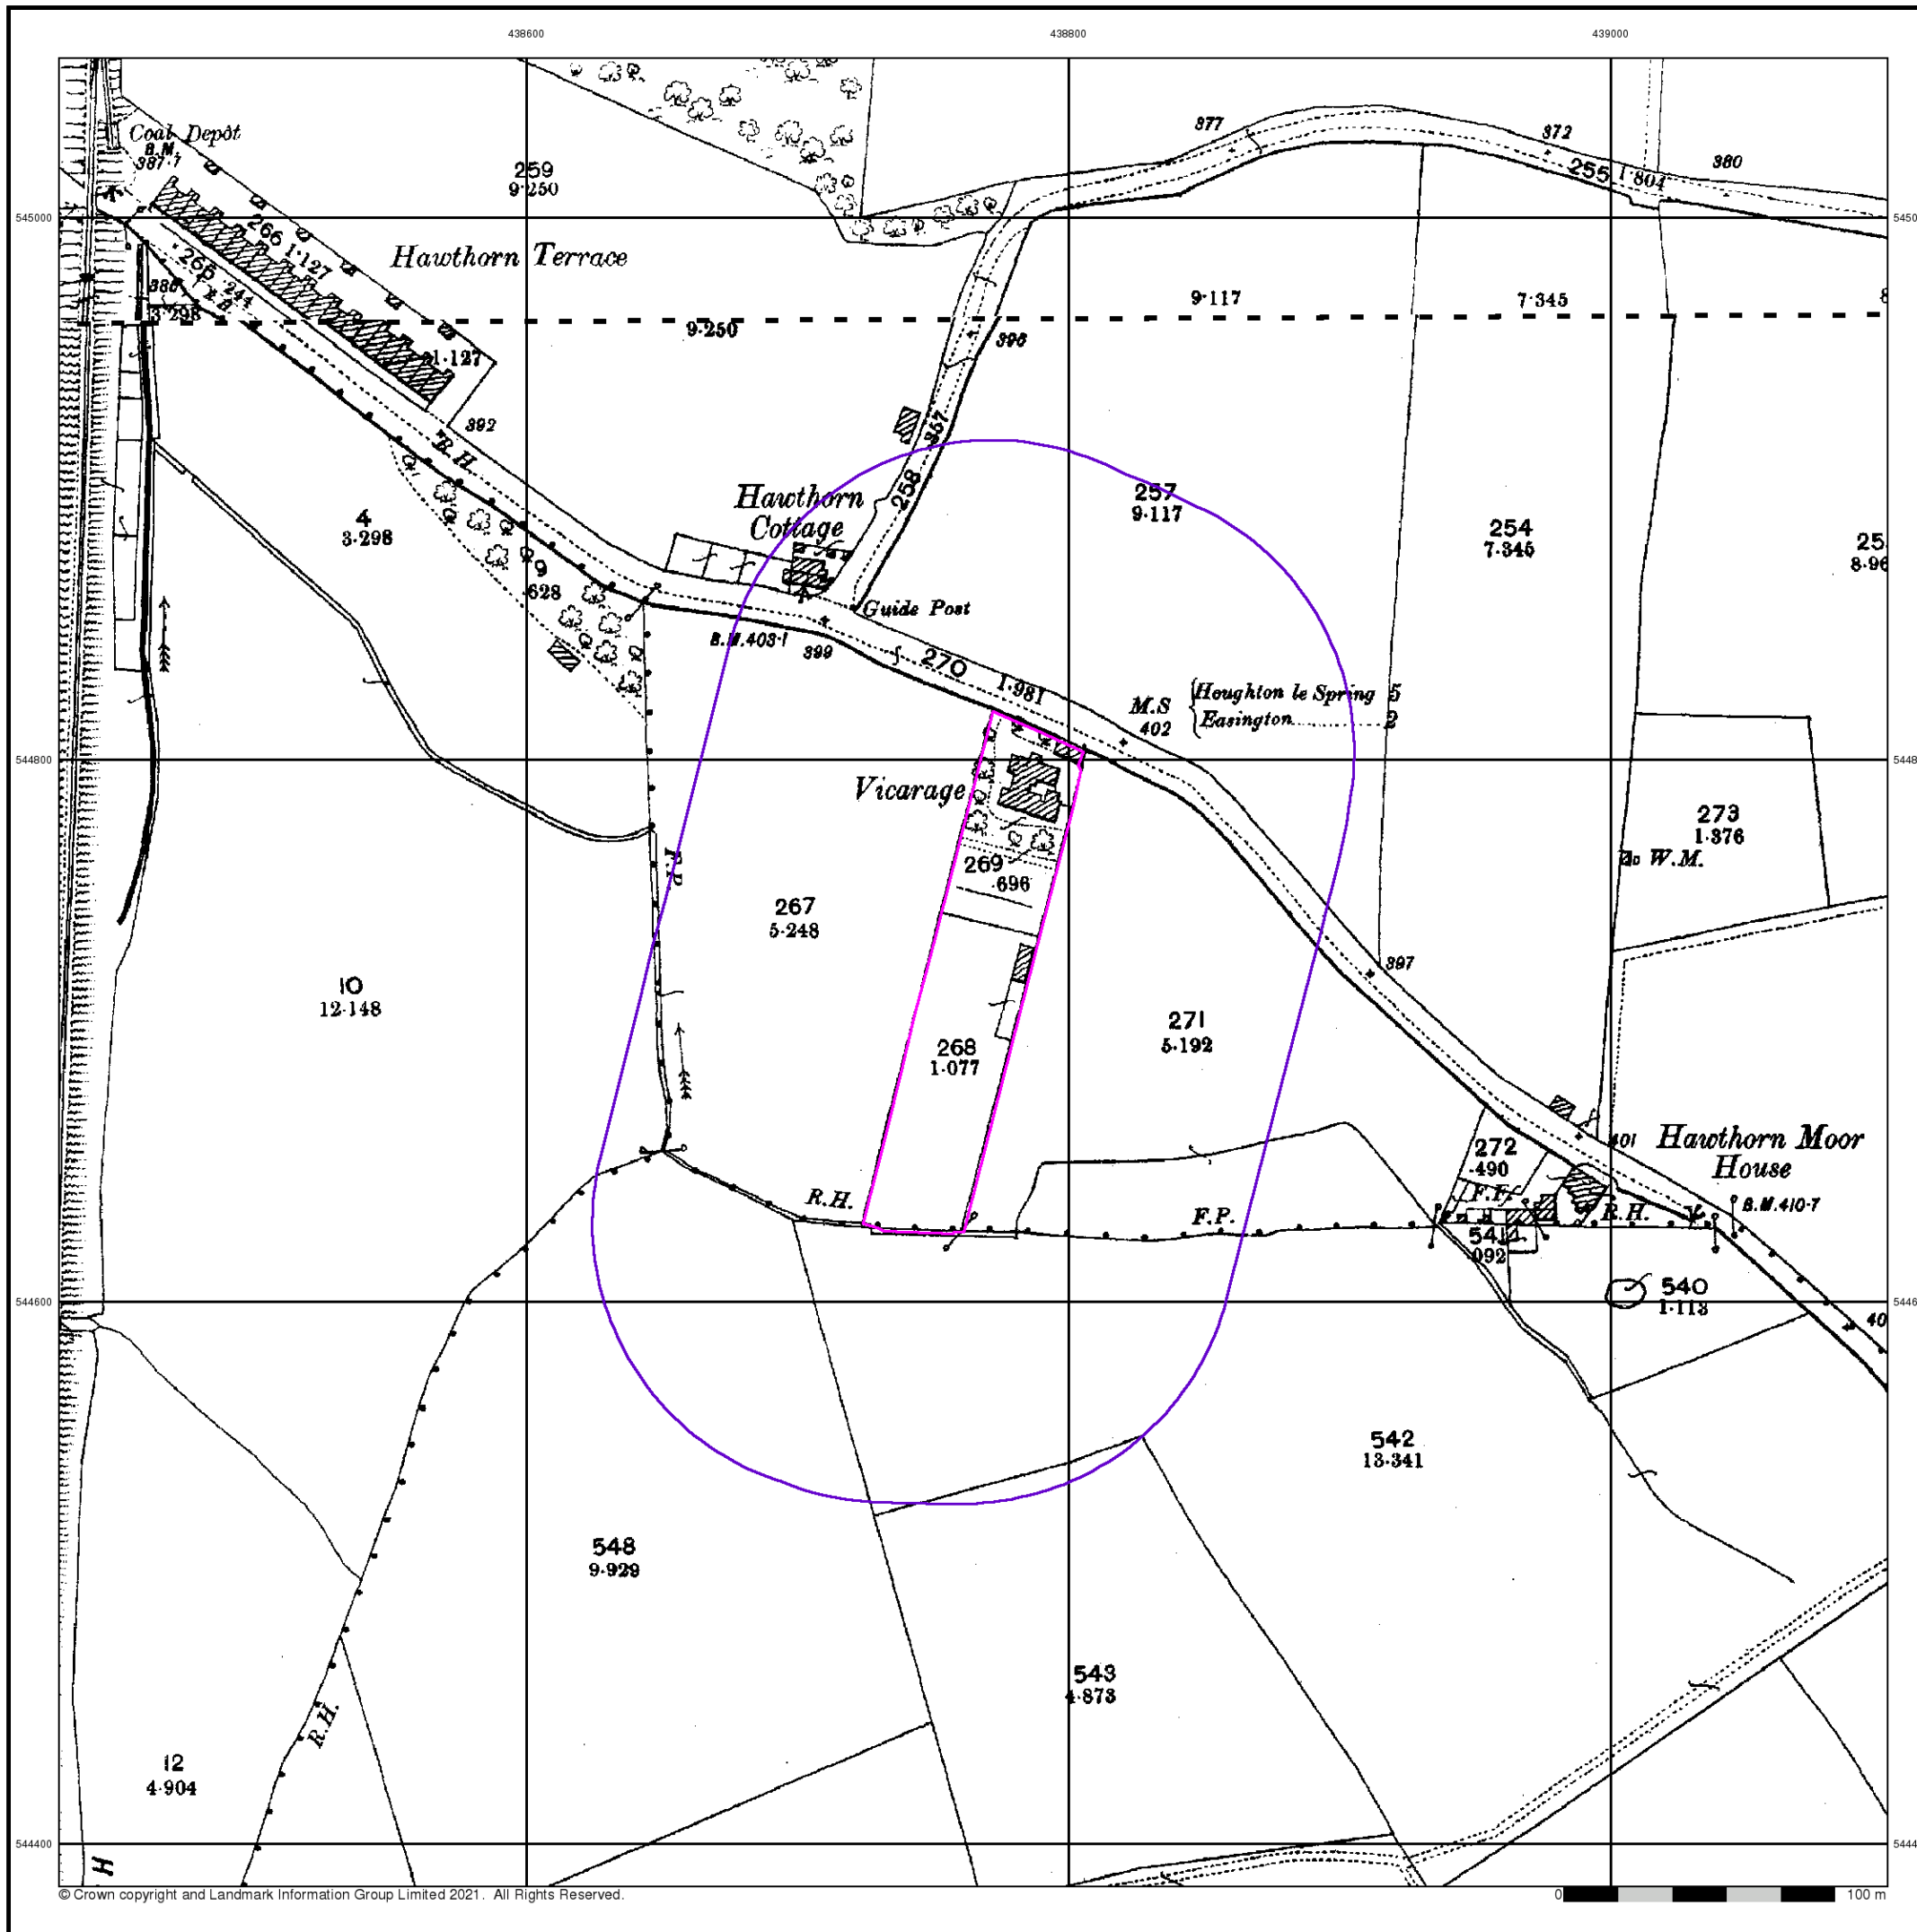 438600
438800
439000
Coal Depôt
B.M.
387·7
377
372
380
259
9·250
255 1·804
545000
Hawthorn Terrace
266 1·127
265 ·244
3·298
9·250
9·117
7·345
396
1·127
357
392
R.H.
258
Hawthorn
Cottage
257
9·117
254
7·345
4
3·298
9
·628
Guide Post
B.M.403·1
399
270
1·981
M.S
402
Houghton le Spring 5
Easington 2
544800
Vicarage
273
1·376
W.M.
F.P.
269
·696
267
5·248
397
10
12·148
271
5·192
268
1·077
272
·490
401
Hawthorn Moor
House
R.H.
F.P.
F.F.
R.H.
B.M.410·7
541
·092
540
1·113
544600
542
13·341
548
9·929
543
4·873
R.H.
12
4·904
544400
H
© Crown copyright and Landmark Information Group Limited 2021. All Rights Reserved.
0
100 m